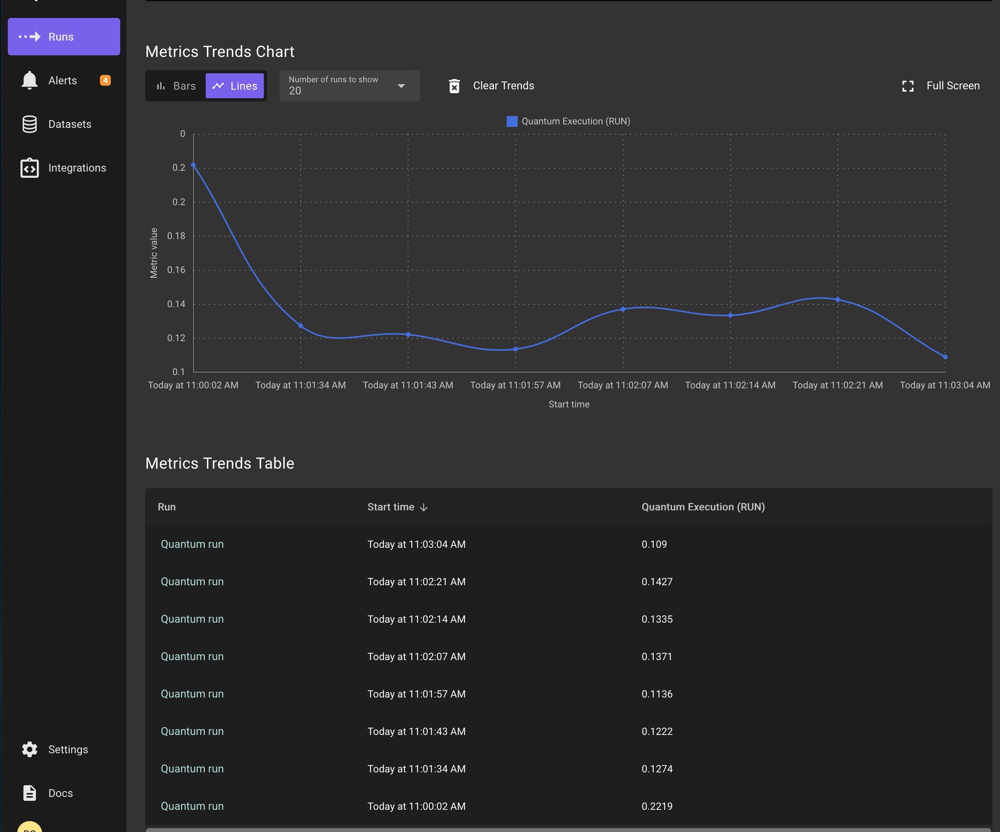 Runs
Alerts 4
Datasets
Integrations
Settings
Docs
Metrics Trends Chart
Bars
Lines
Number of runs to show
20
Clear Trends
Full Screen
Quantum Execution (RUN)
0
0.2
0.2
0.18
0.16
0.14
0.12
0.1
Metric value
Today at 11:00:02 AM Today at 11:01:34 AM Today at 11:01:43 AM Today at 11:01:57 AM Today at 11:02:07 AM Today at 11:02:14 AM Today at 11:02:21 AM Today at 11:03:04 AM
Start time
Metrics Trends Table
Run Start time Quantum Execution (RUN)
Quantum run Today at 11:03:04 AM 0.109
Quantum run Today at 11:02:21 AM 0.1427
Quantum run Today at 11:02:14 AM 0.1335
Quantum run Today at 11:02:07 AM 0.1371
Quantum run Today at 11:01:57 AM 0.1136
Quantum run Today at 11:01:43 AM 0.1222
Quantum run Today at 11:01:34 AM 0.1274
Quantum run Today at 11:00:02 AM 0.2219